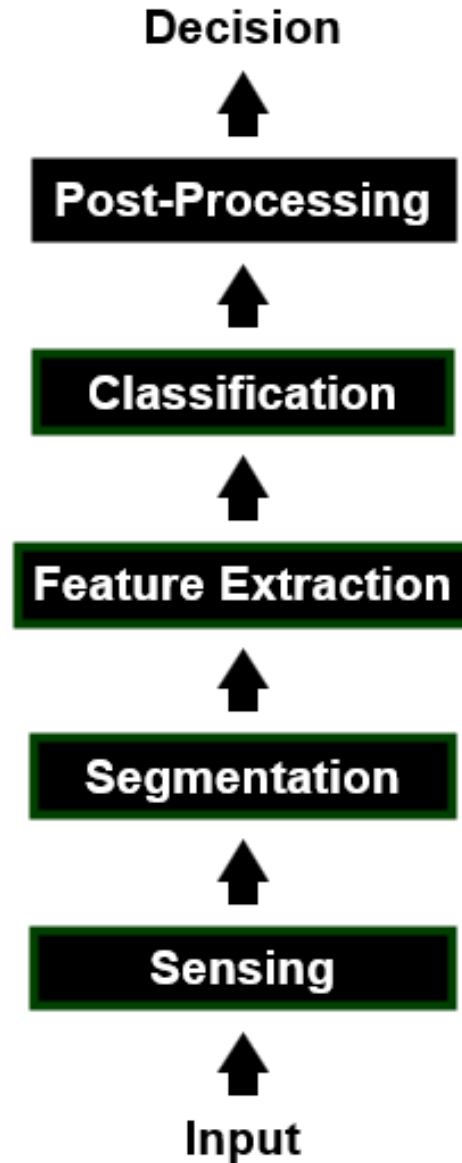 Decision
Post-Processing
Classification
Feature Extraction
Segmentation
Sensing
Input